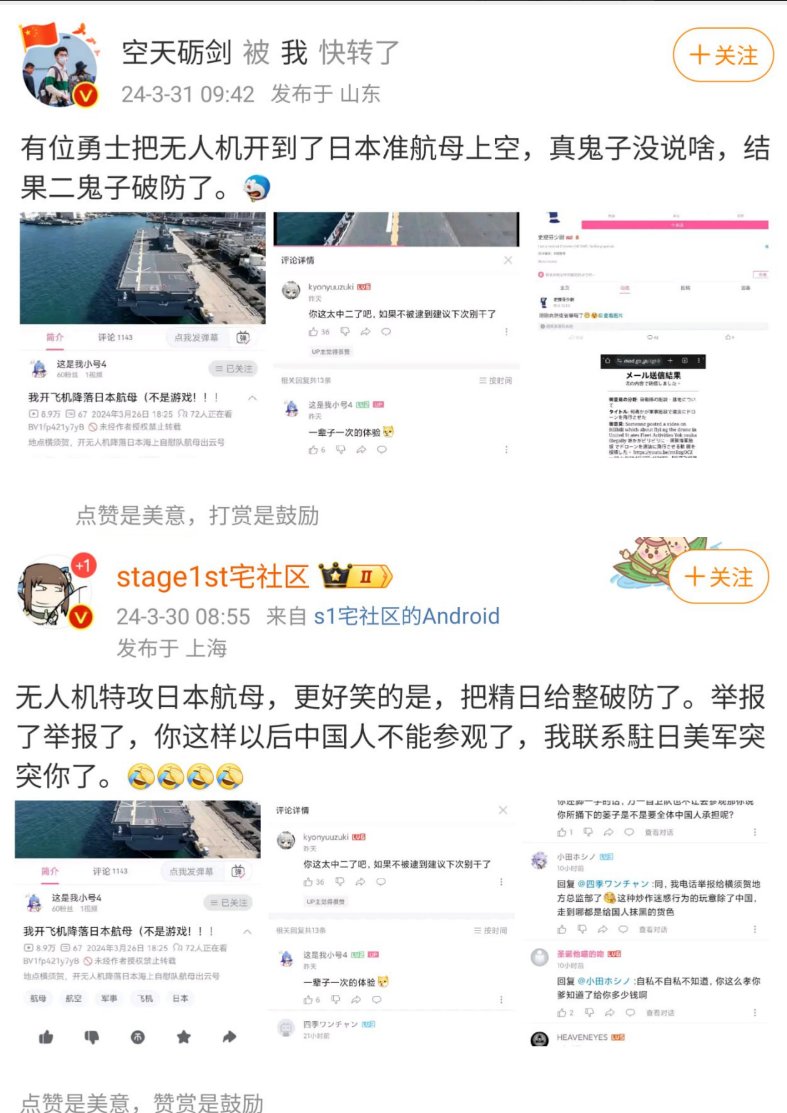 空天砺剑 被 我 快转了
+关注
24-3-31 09:42 发布于 山东
有位勇士把无人机开到了日本准航母上空，真鬼子没说啥，结
果二鬼子破防了。
简介 评论 1143 点我发弹幕 弹
这是我小号4
60粉丝 1视频
已关注
我开飞机降落日本航母（不是游戏）！！！
8.9万 67 2024年3月26日 18:25 72人正在看
BV1fp421y7yB 未经作者授权禁止转载
地点横须贺，开无人机降落日本海上自卫队航母出云号
评论详情
kyonyuuzuki LV6
昨天
你这太中二了吧，如果不被逮到建议下次别干了
36
UP主觉得很赞
相关回复共13条 按时间
这是我小号4 UP
昨天
一辈子一次的体验
6
メール送信結果
次の内容で送信しました。
点赞是美意，打赏是鼓励
+1
stage1st宅社区 II
+关注
24-3-30 08:55 来自 s1宅社区的Android
发布于 上海
无人机特攻日本航母，更好笑的是，把精日给整破防了。举报
了举报了，你这样以后中国人不能参观了，我联系駐日美军突
突你了。
简介 评论 1143 点我发弹幕 弹
这是我小号4
60粉丝 1视频
已关注
我开飞机降落日本航母（不是游戏）！！！
8.9万 67 2024年3月26日 18:25 72人正在看
BV1fp421y7yB 未经作者授权禁止转载
地点横须贺，开无人机降落日本海上自卫队航母出云号
航母 航空 军事 飞机 日本
评论详情
kyonyuuzuki LV6
昨天
你这太中二了吧，如果不被逮到建议下次别干了
36
UP主觉得很赞
相关回复共13条 按时间
这是我小号4 UP
昨天
一辈子一次的体验
6
四季ワンチャン
21小时前
你所捅下的篓子是不是要全体中国人承担呢？
1 查看对话
小田ホシノ
10小时前
回复 @四季ワンチャン :同，我电话举报给横须贺地
方总监部了 这种炒作迷惑行为的玩意除了中国，
走到哪都是给国人抹黑的货色
查看对话
10小时前
回复 @小田ホシノ :自私不自私不知道，你这么孝你
爹知道了给你多少钱啊
2 查看对话
HEAVENEYES LV6
点赞是美意，赞赏是鼓励